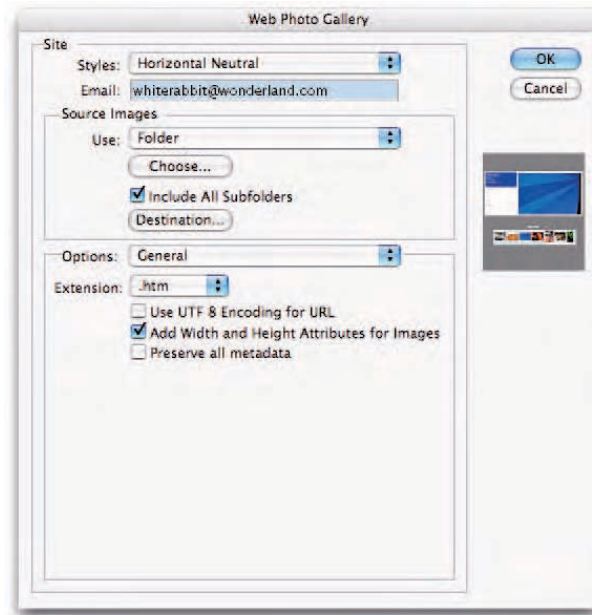 Web Photo Gallery
Site
Styles: Horizontal Neutral
OK
Email: whiterabbit@wonderland.com
Cancel
Source Images
Use: Folder
Choose...
Include All Subfolders
Destination...
Options: General
Extension: .htm
Use UTF 8 Encoding for URL
Add Width and Height Attributes for Images
Preserve all metadata